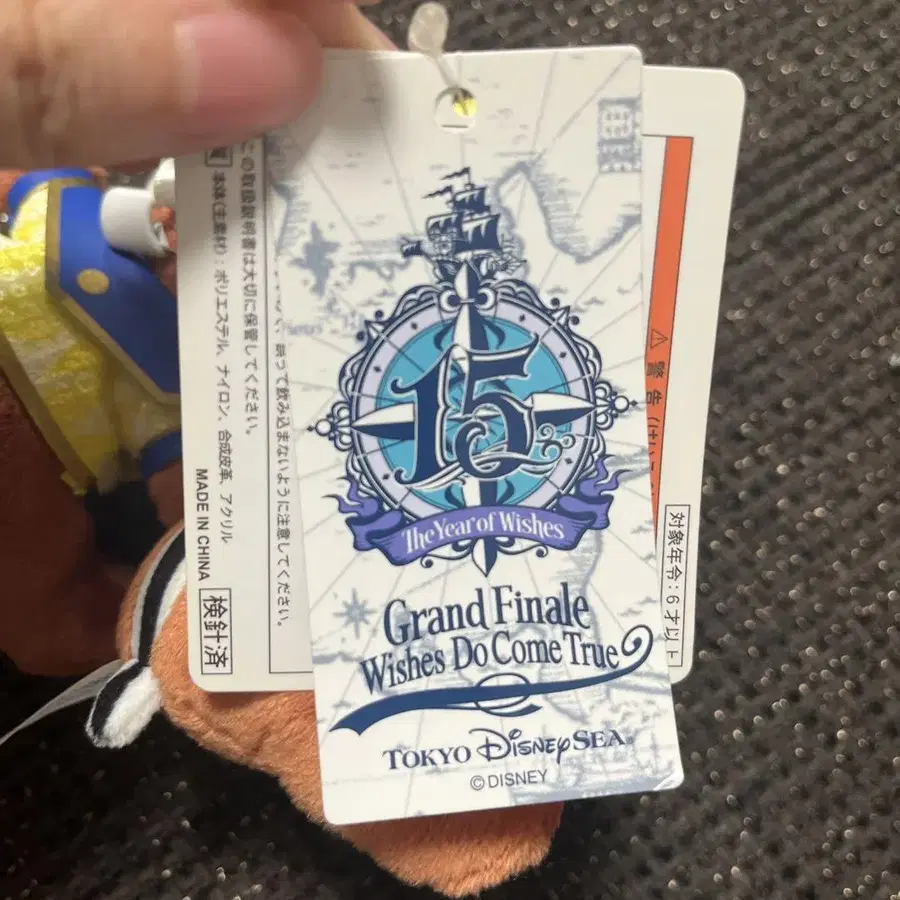 この取扱説明書は大切に保管してください。
本体(主素材):ポリエステル、ナイロン、合成皮革、アクリル
MADE IN CHINA
検針済
誤って飲み込まないように注意してください。
15
The Year of Wishes
Grand Finale
Wishes Do Come True
TOKYO DISNEY SEA®
©DISNEY
⚠警告
対象年令:6才以上